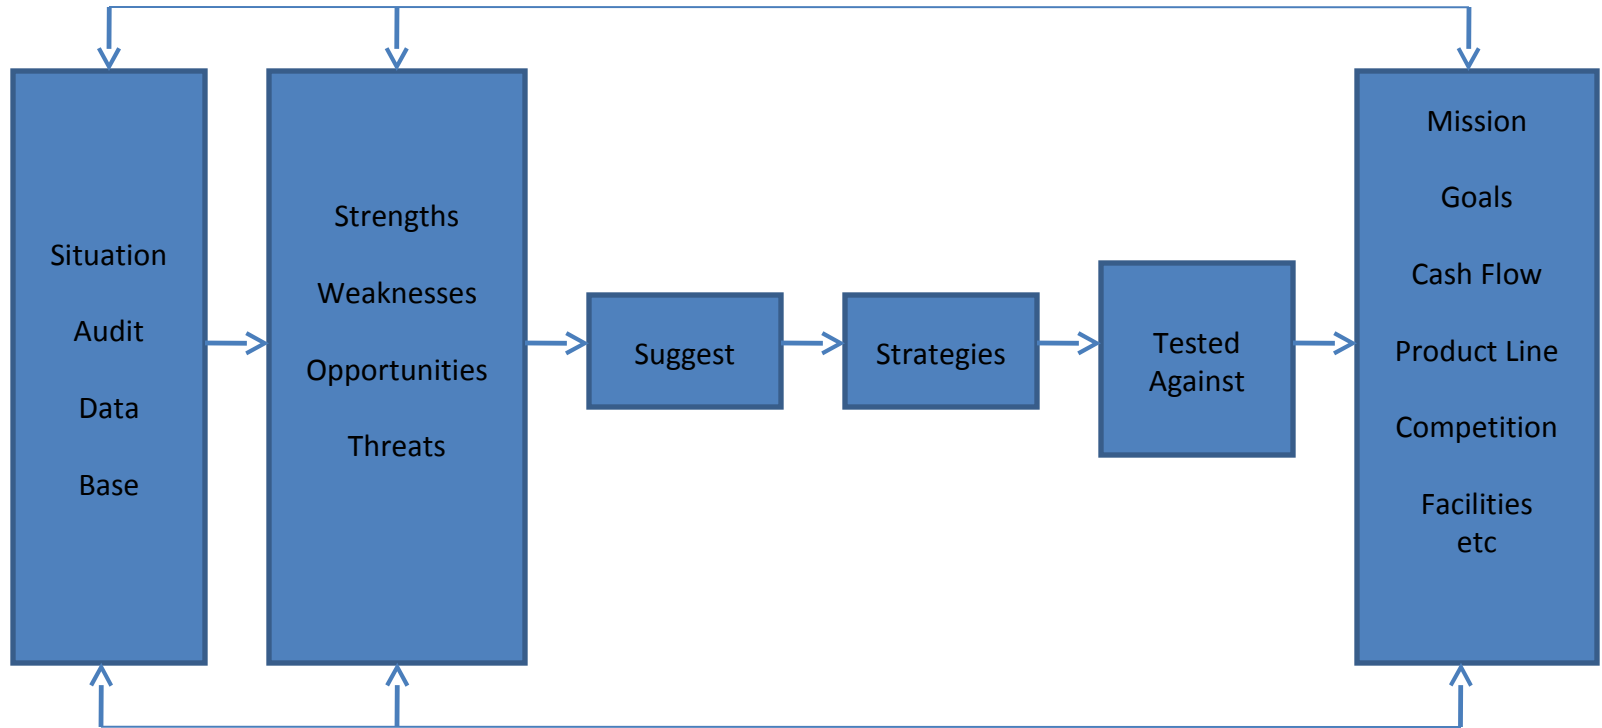 Situation
Audit
Data
Base
Strengths
Weaknesses
Opportunities
Threats
Suggest
Strategies
Tested
Against
Mission
Goals
Cash Flow
Product Line
Competition
Facilities
etc